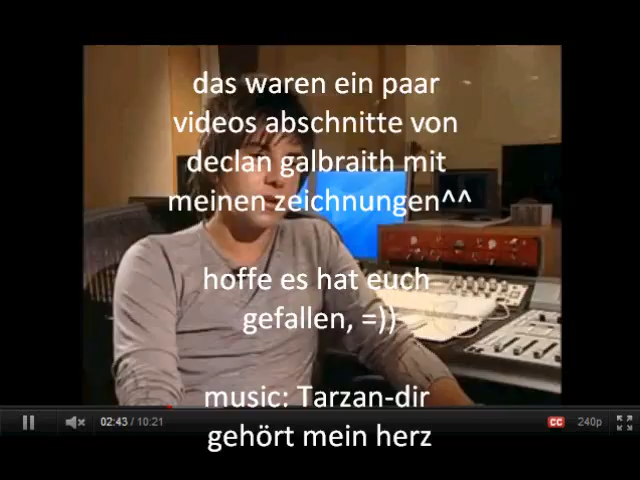 das waren ein paar
videos abschnitte von
declan galbraith mit
meinen zeichnungen^^
hoffe es hat euch
gefallen, =))
music: Tarzan-dir
02:43 / 10:21 CC 240p
gehört mein herz